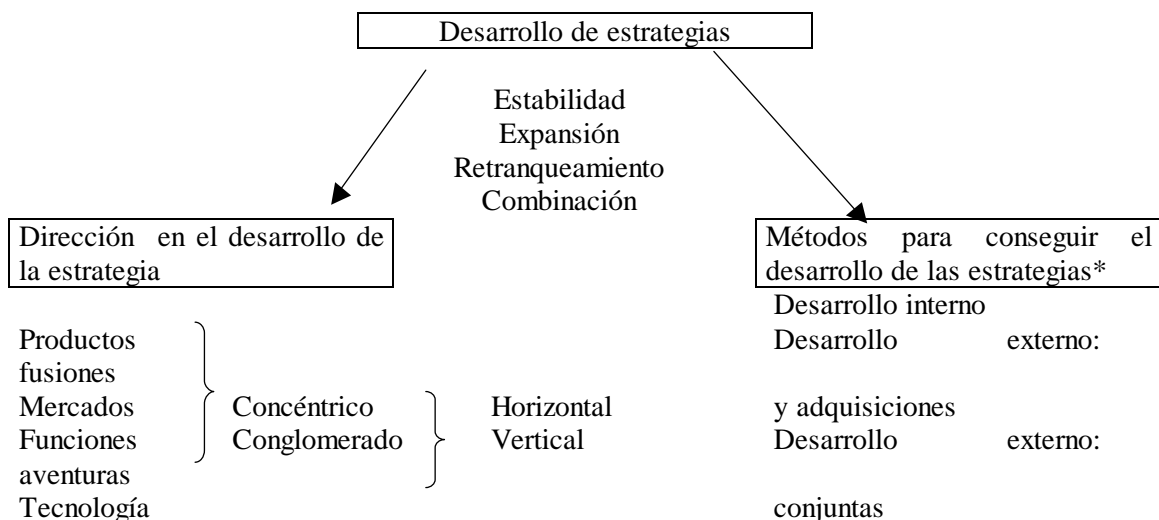 Desarrollo de estrategias
Estabilidad
Expansión
Retranqueamiento
Combinación
Dirección en el desarrollo de
la estrategia
Métodos para conseguir el
desarrollo de las estrategias*
Desarrollo interno
Productos Desarrollo externo:
fusiones
Mercados Concéntrico Horizontal y adquisiciones
Funciones Conglomerado Vertical Desarrollo externo:
aventuras
Tecnología conjuntas